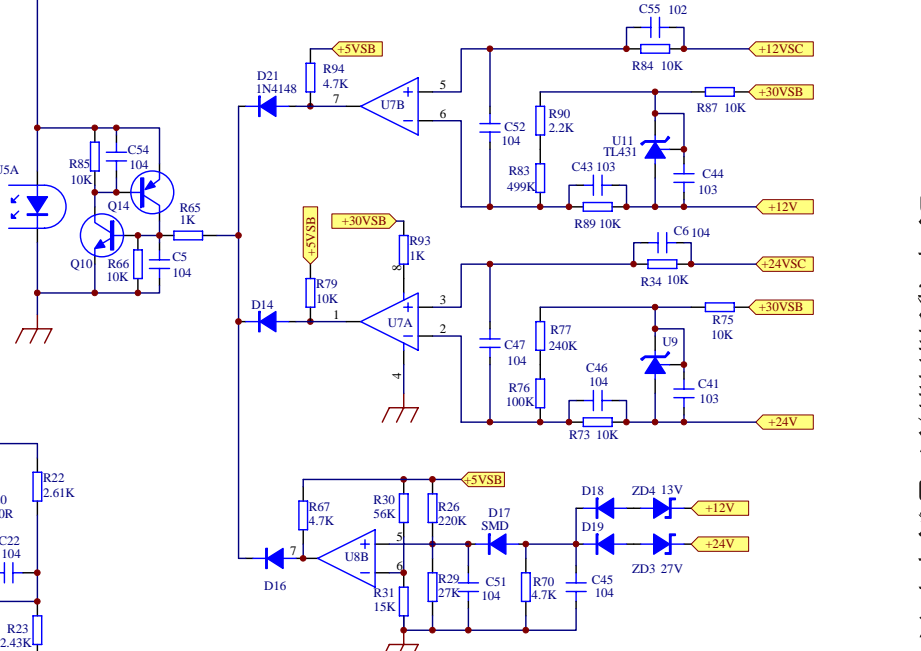 C55 102
+5VSB
+12VSC
R84 10K
D21
1N4148
R94
4.7K
7
U7B
5
6
C52
104
R90
2.2K
R83
499K
+30VSB
R87 10K
U11
TL431
C43 103
C44
103
R89 10K
+12V
U5A
R85
10K
C54
104
Q14
R65
1K
Q10
R66
10K
C5
104
+5VSB
+30VSB
R93
1K
8
R79
10K
D14
1
U7A
3
2
4
C6 104
+24VSC
R34 10K
+30VSB
R75
10K
C47
104
R77
240K
R76
100K
U9
C46
104
C41
103
R73 10K
+24V
R22
2.61K
0R
C22
104
R23
2.43K
+5VSB
R67
4.7K
R30
56K
R26
220K
D17
SMD
D18
ZD4 13V
+12V
D19
+24V
ZD3 27V
D16
7
U8B
5
6
R31
15K
R29
27K
C51
104
R70
4.7K
C45
104